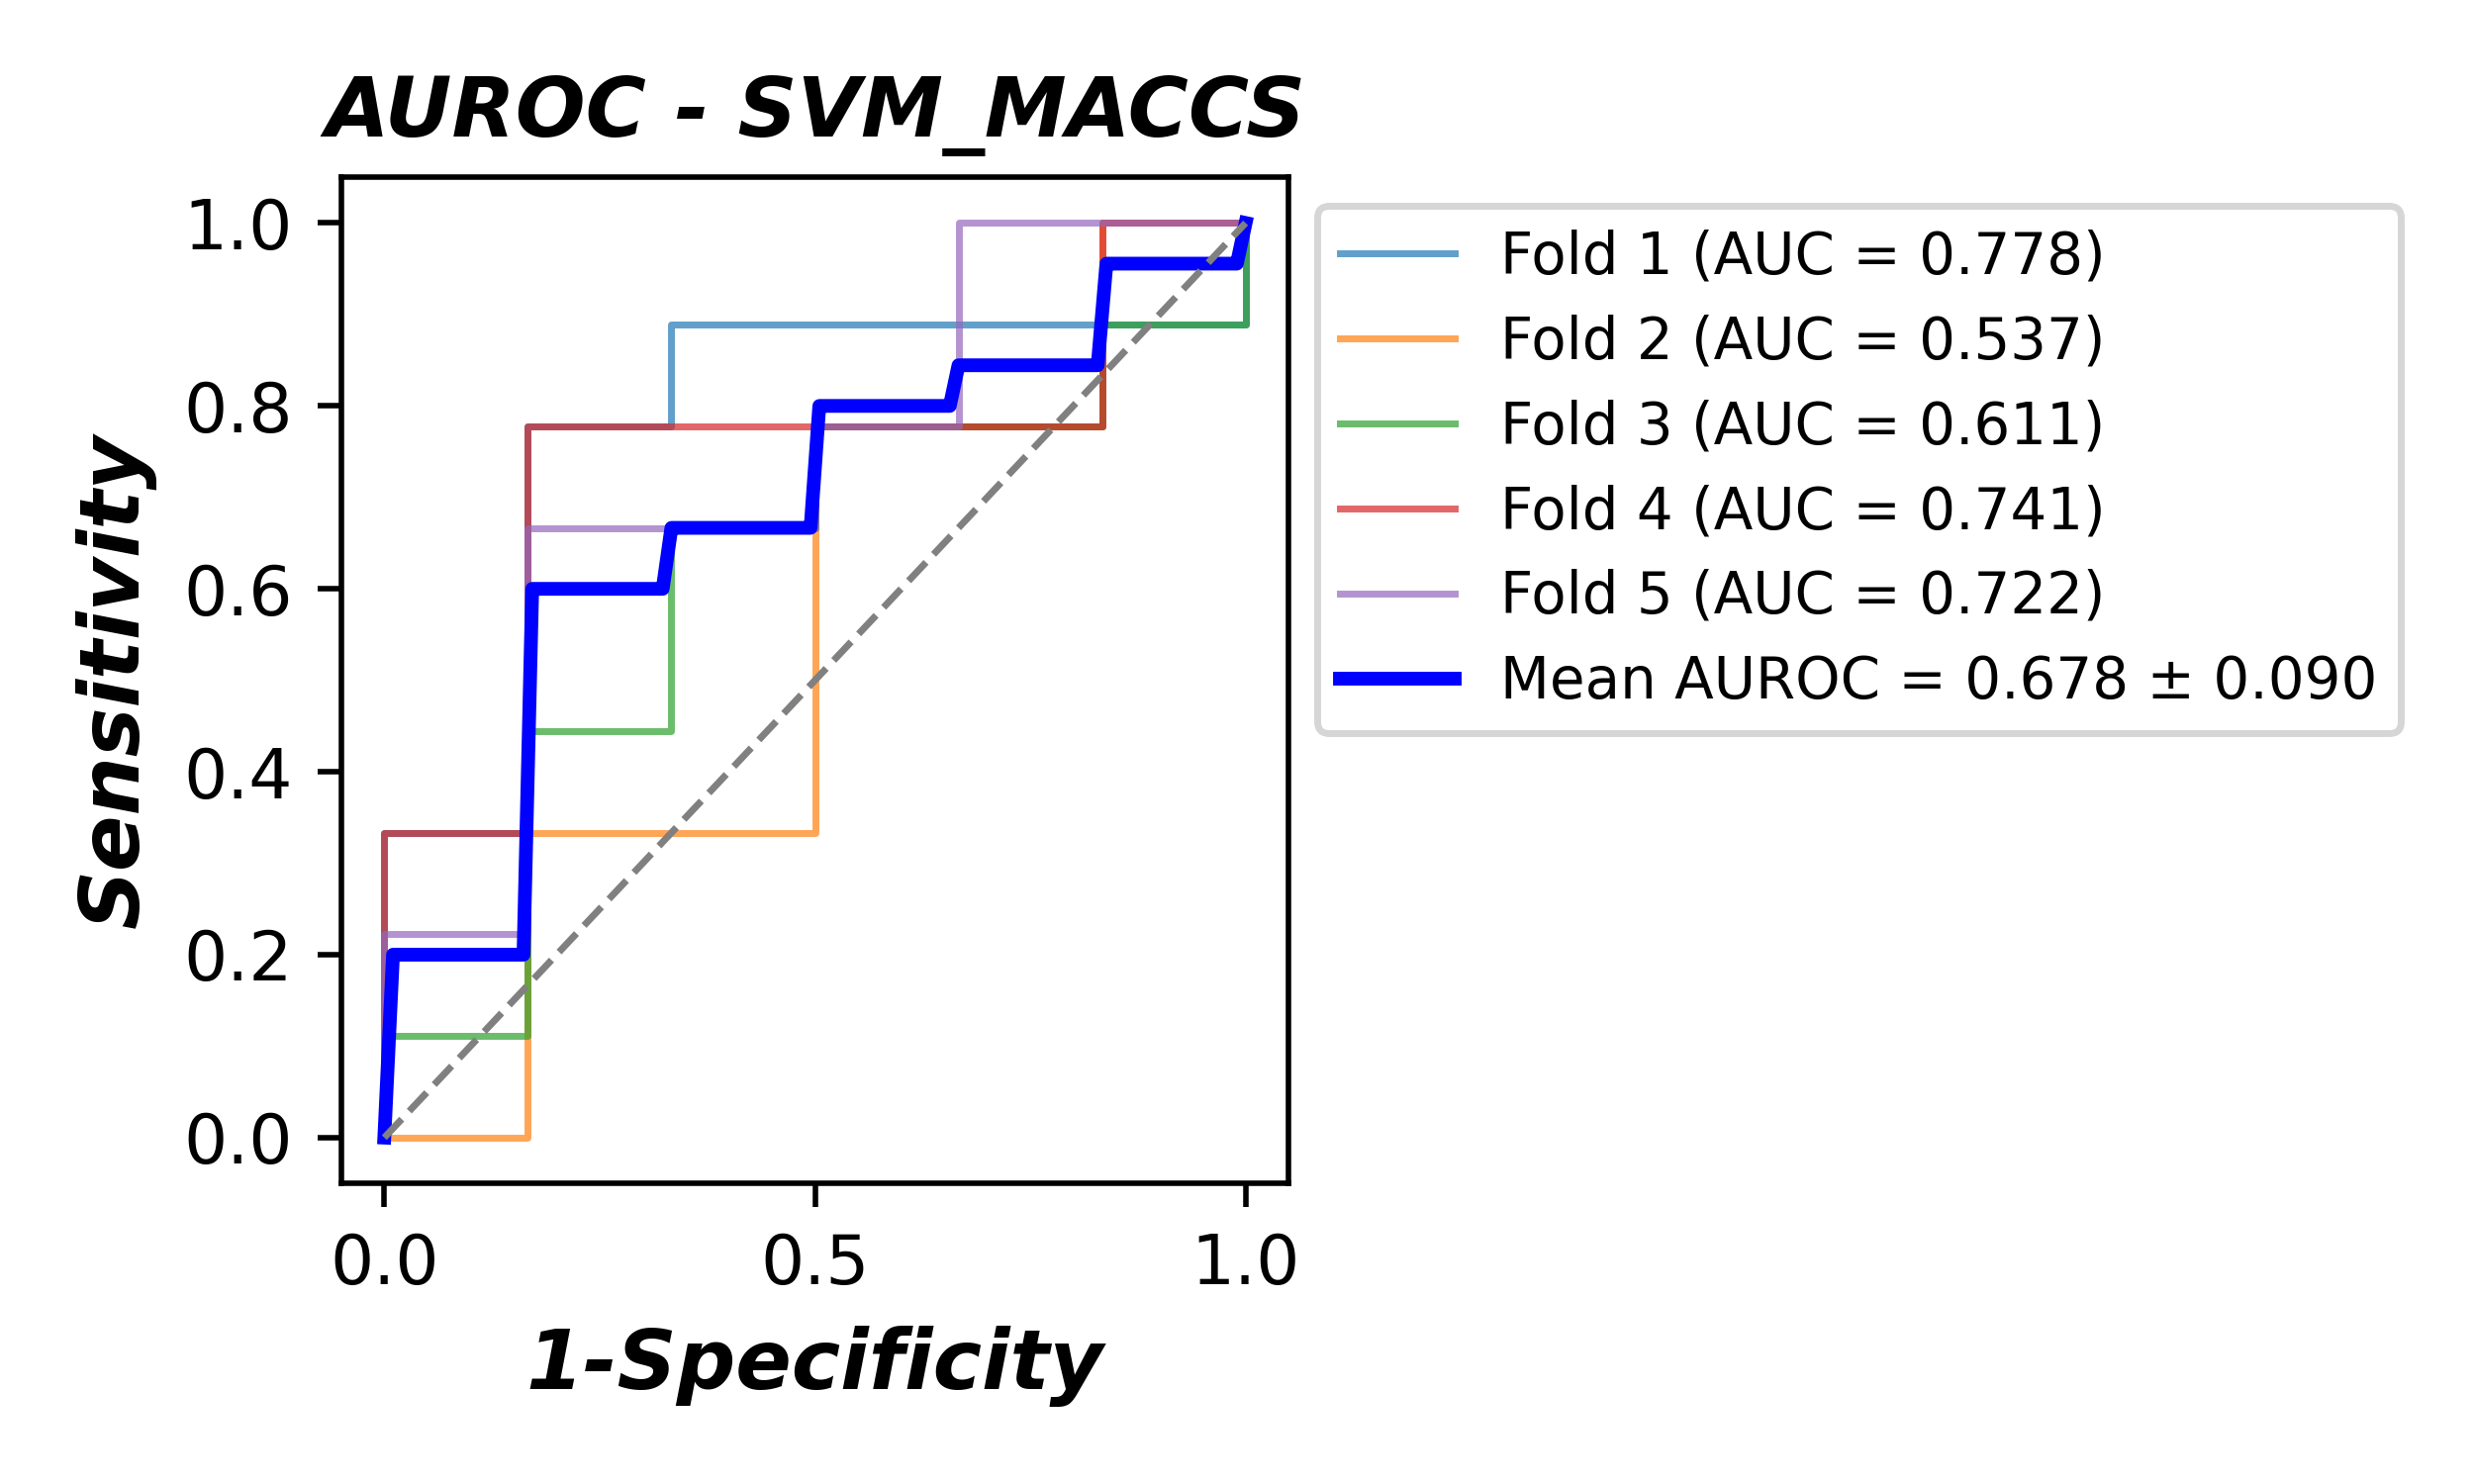 AUROC - SVM_MACCS
Sensitivity
1.0
0.8
0.6
0.4
0.2
0.0
0.0 0.5 1.0
1-Specificity
Fold 1 (AUC = 0.778)
Fold 2 (AUC = 0.537)
Fold 3 (AUC = 0.611)
Fold 4 (AUC = 0.741)
Fold 5 (AUC = 0.722)
Mean AUROC = 0.678 ± 0.090